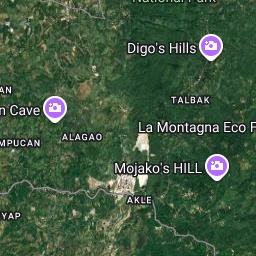 National Park
Digo's Hills
TALBAK
n Cave
La Montagna Eco F
ALAGAO
MPUCAN
Mojako's HILL
AKLE
YAP